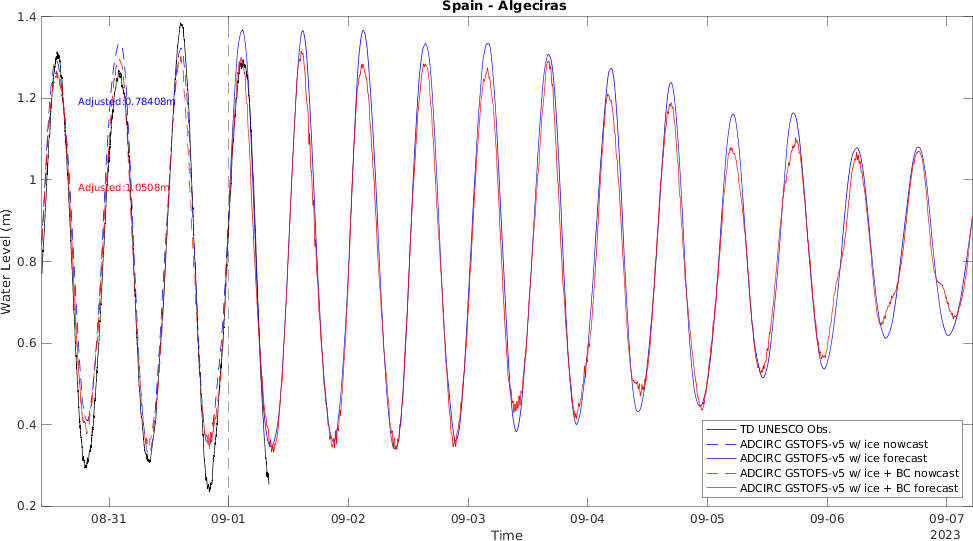 Spain - Algeciras
1.4
1.2
1
0.8
0.6
0.4
0.2
Water Level (m)
Adjusted:0.78408m
Adjusted:1.0508m
TD UNESCO Obs.
ADCIRC GSTOFS-v5 w/ ice nowcast
ADCIRC GSTOFS-v5 w/ ice forecast
ADCIRC GSTOFS-v5 w/ ice + BC nowcast
ADCIRC GSTOFS-v5 w/ ice + BC forecast
08-31 09-01 09-02 09-03 09-04 09-05 09-06 09-07
Time
2023